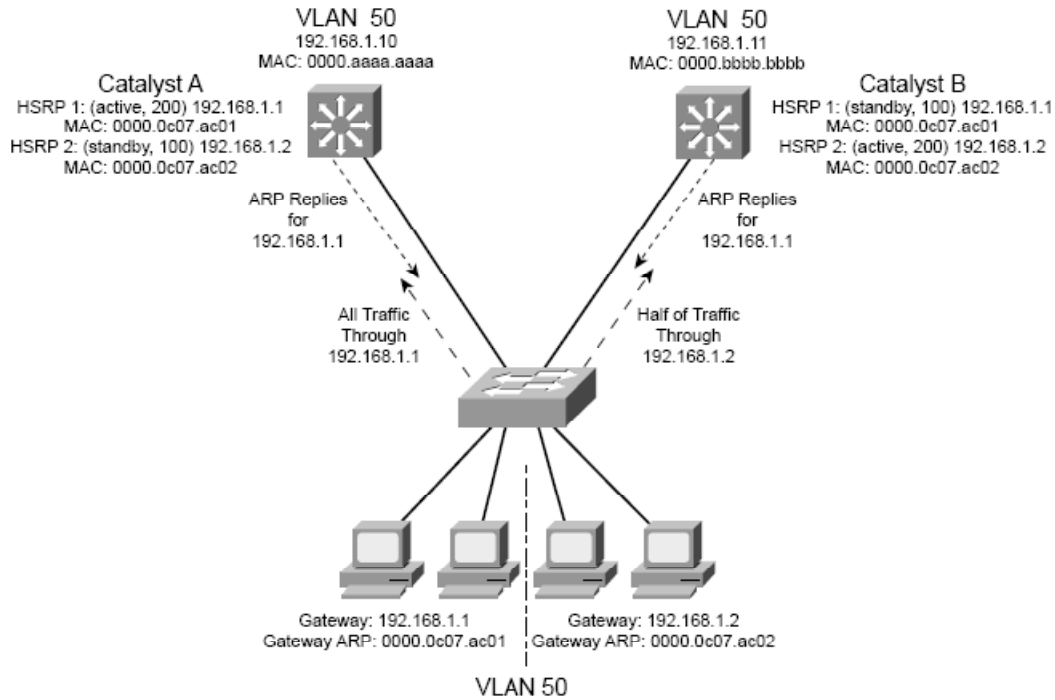 VLAN 50
192.168.1.10
MAC: 0000.aaaa.aaaa
VLAN 50
192.168.1.11
MAC: 0000.bbbb.bbbb
Catalyst A
HSRP 1: (active, 200) 192.168.1.1
MAC: 0000.0c07.ac01
HSRP 2: (standby, 100) 192.168.1.2
MAC: 0000.0c07.ac02
Catalyst B
HSRP 1: (standby, 100) 192.168.1.1
MAC: 0000.0c07.ac01
HSRP 2: (active, 200) 192.168.1.2
MAC: 0000.0c07.ac02
ARP Replies
for
192.168.1.1
ARP Replies
for
192.168.1.1
All Traffic
Through
192.168.1.1
Half of Traffic
Through
192.168.1.2
Gateway: 192.168.1.1
Gateway ARP: 0000.0c07.ac01
Gateway: 192.168.1.2
Gateway ARP: 0000.0c07.ac02
VLAN 50